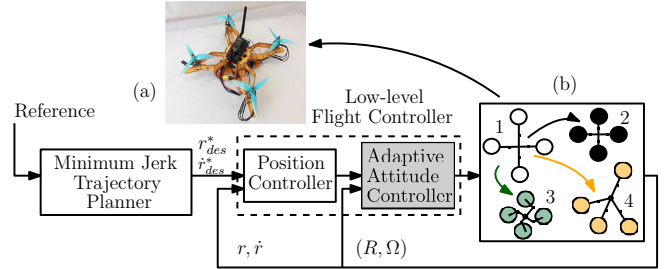 (a)
(b)
Reference
Low-level
Flight Controller
r*des
ṙ*des
Minimum Jerk
Trajectory
Planner
Position
Controller
Adaptive
Attitude
Controller
1
2
3
4
r, ṙ
(R, Ω)